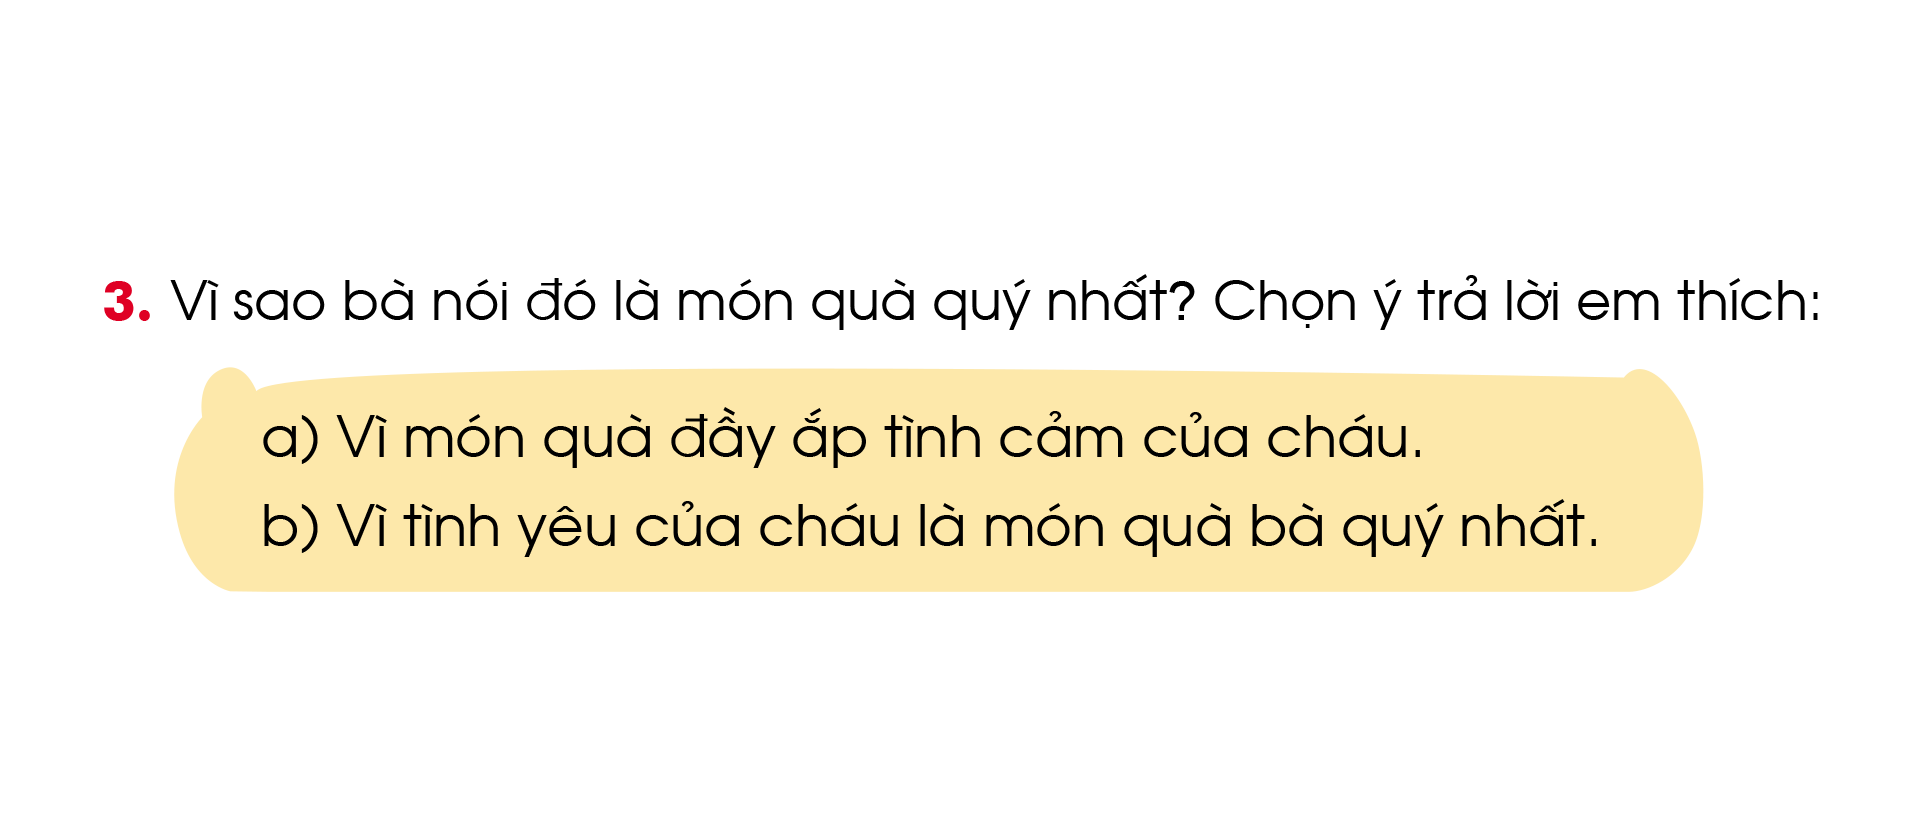 3. Vì sao bà nói đó là món quà quý nhất? Chọn ý trả lời em thích:
a) Vì món quà đầy ắp tình cảm của cháu.
b) Vì tình yêu của cháu là món quà bà quý nhất.